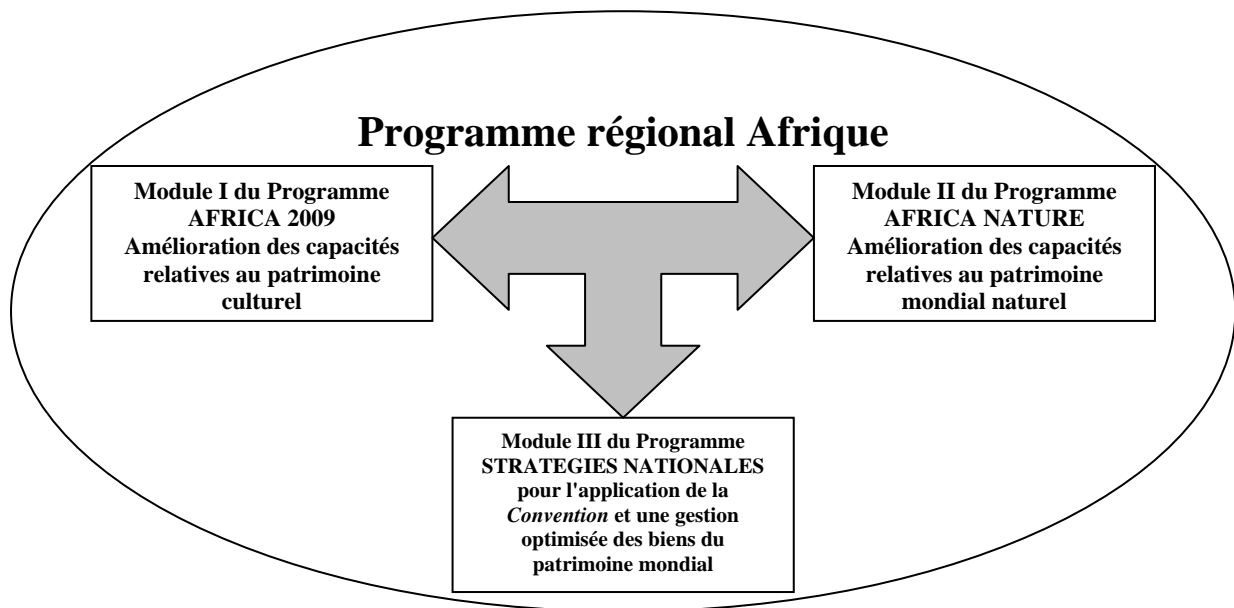 Programme régional Afrique
Module I du Programme
AFRICA 2009
Amélioration des capacités
relatives au patrimoine
culturel
Module II du Programme
AFRICA NATURE
Amélioration des capacités
relatives au patrimoine
mondial naturel
Module III du Programme
STRATEGIES NATIONALES
pour l'application de la
Convention et une gestion
optimisée des biens du
patrimoine mondial